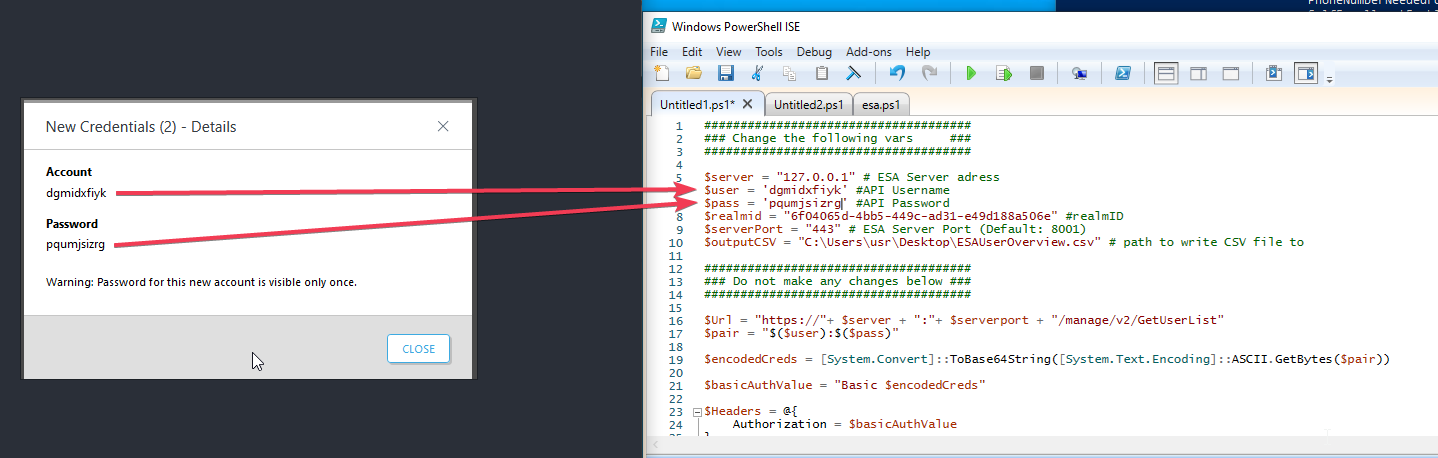 New Credentials (2) - Details
Account
dgmidxfiyk
Password
pqumjsizrg
Warning: Password for this new account is visible only once.
CLOSE
Windows PowerShell ISE
File Edit View Tools Debug Add-ons Help
Untitled1.ps1* Untitled2.ps1 esa.ps1
1 #####################################
2 ### Change the following vars     ###
3 #####################################
4
5 $server = "127.0.0.1" # ESA Server adress
6 $user = 'dgmidxfiyk' #API Username
7 $pass = 'pqumjsizrg' #API Password
8 $realmid = "6f04065d-4bb5-449c-ad31-e49d188a506e" #realmID
9 $serverPort = "443" # ESA Server Port (Default: 8001)
10 $outputCSV = "C:\Users\usr\Desktop\ESAUserOverview.csv" # path to write CSV file to
11
12 #####################################
13 ### Do not make any changes below ###
14 #####################################
15
16 $Url = "https://"+ $server + ":"+ $serverport + "/manage/v2/GetUserList"
17 $pair = "$($user):$($pass)"
18
19 $encodedCreds = [System.Convert]::ToBase64String([System.Text.Encoding]::ASCII.GetBytes($pair))
20
21 $basicAuthValue = "Basic $encodedCreds"
22
23 $Headers = @{
24 Authorization = $basicAuthValue